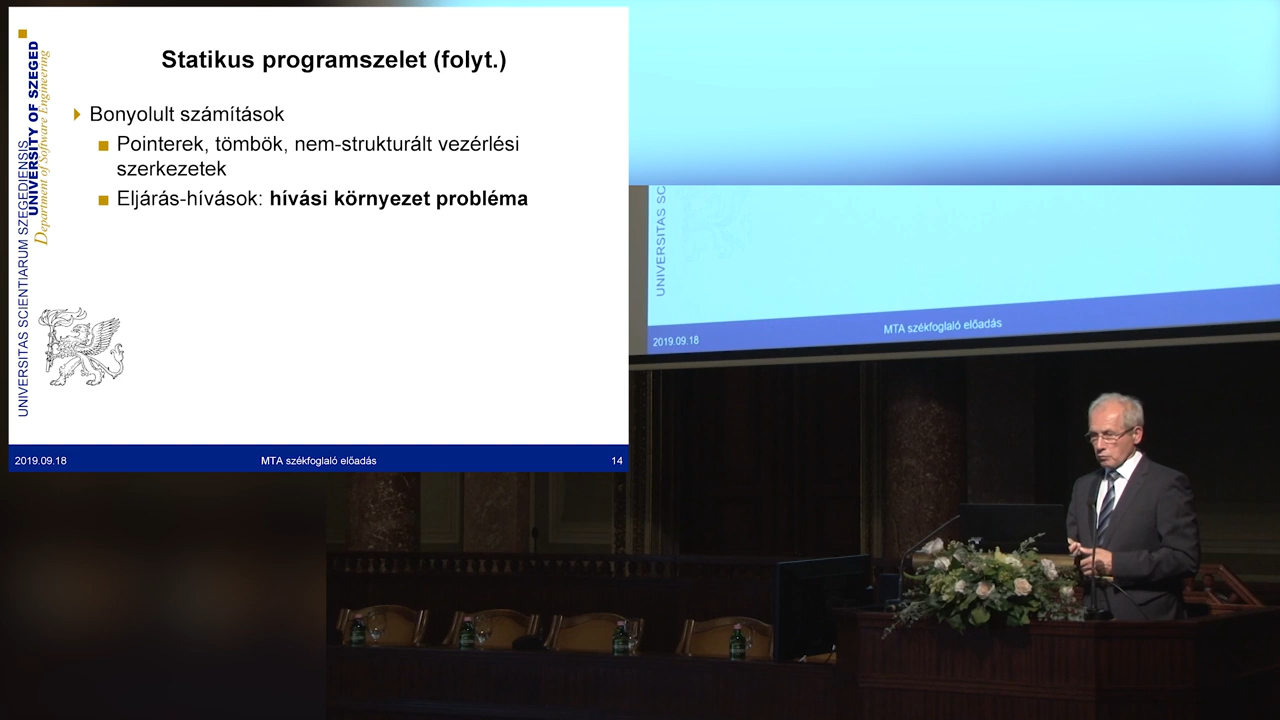 Statikus programszelet (folyt.)
Bonyolult számítások
Pointerek, tömbök, nem-strukturált vezérlési
szerkezetek
Eljárás-hívások: hívási környezet probléma
UNIVERSITAS SCIENTIARUM SZEGEDIENSIS
UNIVERSITY OF SZEGED
Department of Software Engineering
2019.09.18
MTA székfoglaló előadás
14
UNIVERSITAS SC
2019.09.18
MTA székfoglaló előadás